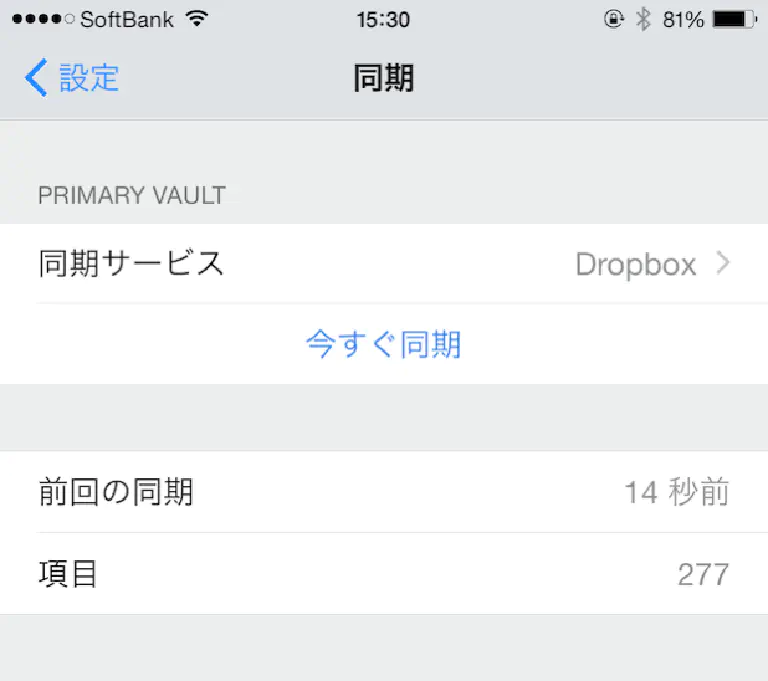 SoftBank 15:30 81%
設定 同期
PRIMARY VAULT
同期サービス Dropbox
今すぐ同期
前回の同期 14 秒前
項目 277